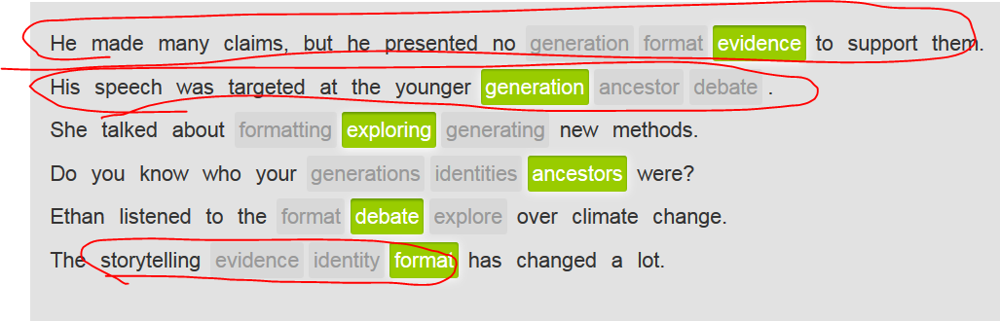 He made many claims, but he presented no generation format evidence to support them.
His speech was targeted at the younger generation ancestor debate .
She talked about formatting exploring generating new methods.
Do you know who your generations identities ancestors were?
Ethan listened to the format debate explore over climate change.
The storytelling evidence identity format has changed a lot.